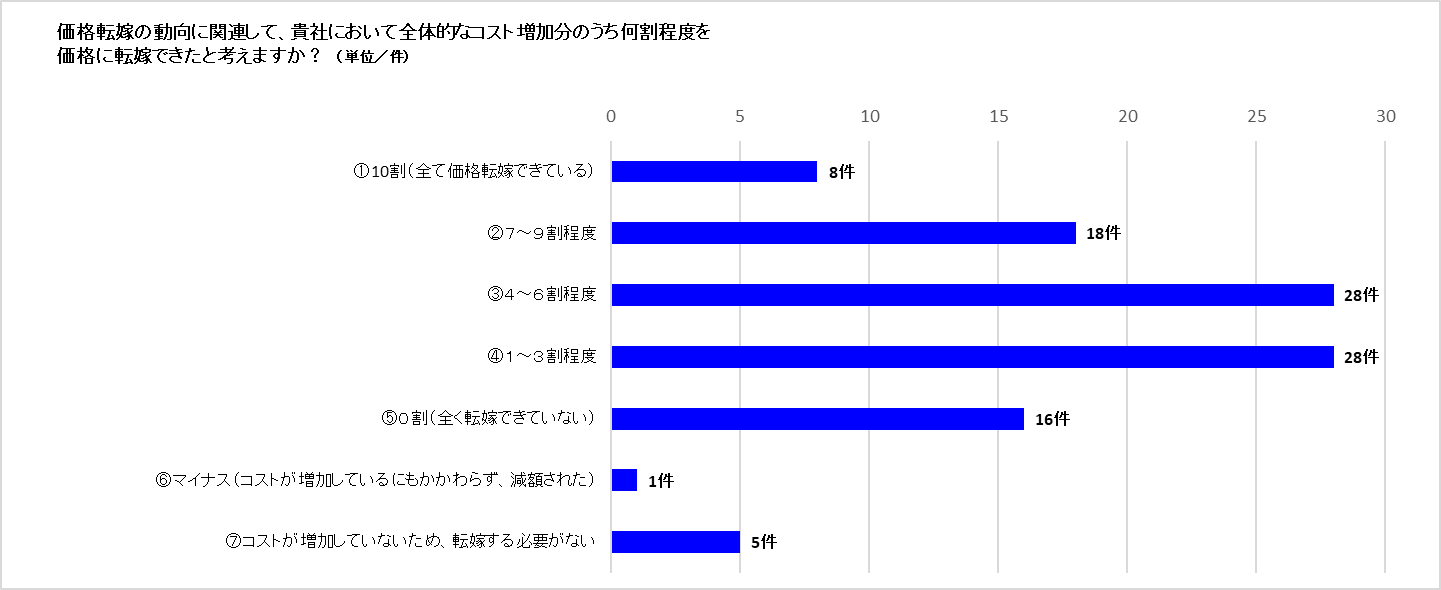 価格転嫁の動向に関連して、貴社において全体的なコスト増加分のうち何割程度を
価格に転嫁できたと考えますか？（単位／件）
0 5 10 15 20 25 30
①10割（全て価格転嫁できている） 8件
②７～９割程度 18件
③４～６割程度 28件
④１～３割程度 28件
⑤０割（全く転嫁できていない） 16件
⑥マイナス（コストが増加しているにもかかわらず、減額された） 1件
⑦コストが増加していないため、転嫁する必要がない 5件